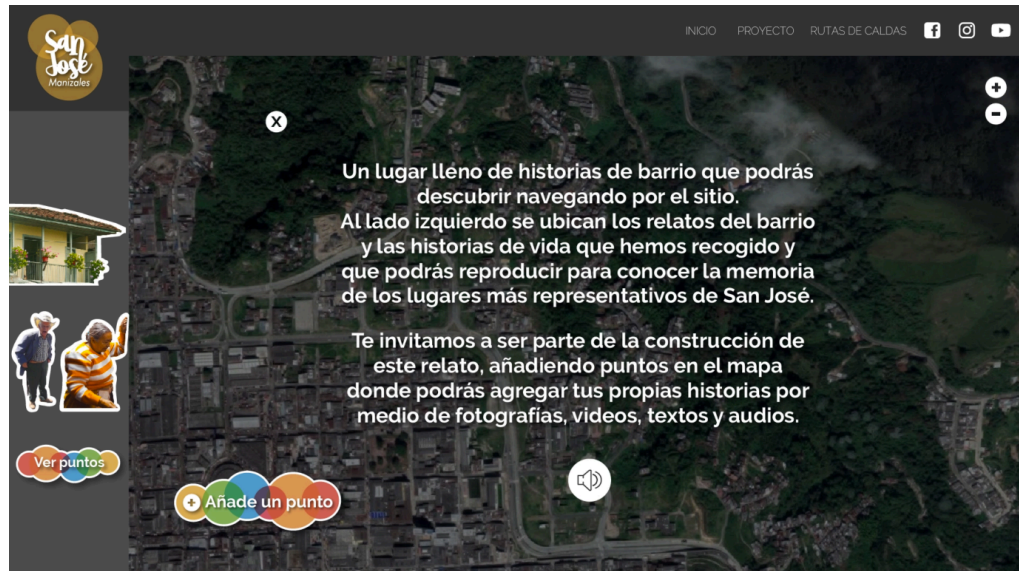 San
José
Manizales
INICIO PROYECTO RUTAS DE CALDAS
X
+
-
Un lugar lleno de historias de barrio que podrás
descubrir navegando por el sitio.
Al lado izquierdo se ubican los relatos del barrio
y las historias de vida que hemos recogido y
que podrás reproducir para conocer la memoria
de los lugares más representativos de San José.
Te invitamos a ser parte de la construcción de
este relato, añadiendo puntos en el mapa
donde podrás agregar tus propias historias por
medio de fotografías, videos, textos y audios.
Ver puntos
+ Añade un punto